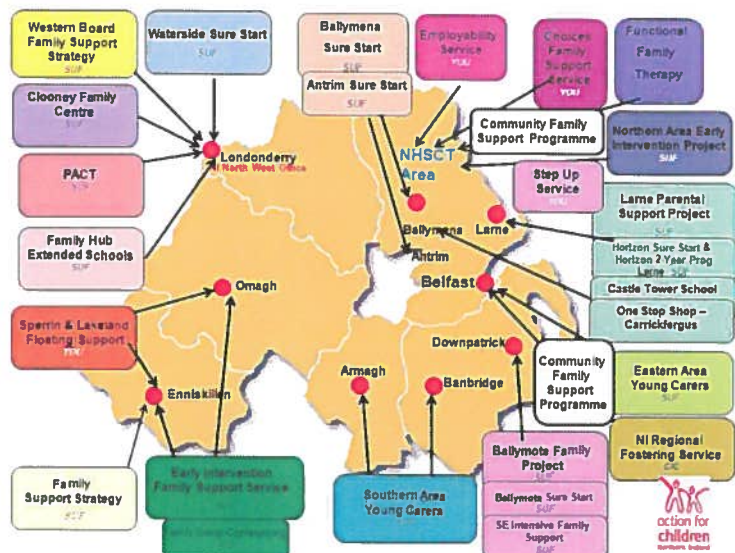 Western Board
Family Support
Strategy
SUF
Waterside Sure Start
SUF
Ballymena
Sure Start
SUF
Antrim Sure Start
SUF
Employability
Service
YOU
Choices
Family
Support
Service
YOU
Functional
Family
Therapy
Clooney Family
Centre
SUF
Community Family
Support Programme
Northern Area Early
Intervention Project
SUF
PACT
SUF
Londonderry
North West
NHSCT
Area
Step Up
Service
YOU
Larne Parental
Support Project
SUF
Family Hub
Extended Schools
SUF
Ballymena
Larne
Horizon Sure Start &
Horizon 2 Year Prog
Larne SUF
Antrim
Castle Tower School
Omagh
Belfast
One Stop Shop –
Carrickfergus
Sperrin & Lakeland
Floating Support
YOU
Downpatrick
Community
Family
Support
Programme
Eastern Area
Young Carers
SUF
Enniskillen
Armagh
Banbridge
Family
Support Strategy
SUF
Early Intervention
Family Support Service
Southern Area
Young Carers
SUF
Ballymote Family
Project
SUF
Ballymote Sure Start
SUF
SE Intensive Family
Support
SUF
NI Regional
Fostering Service
CIC
action for
children
northern ireland